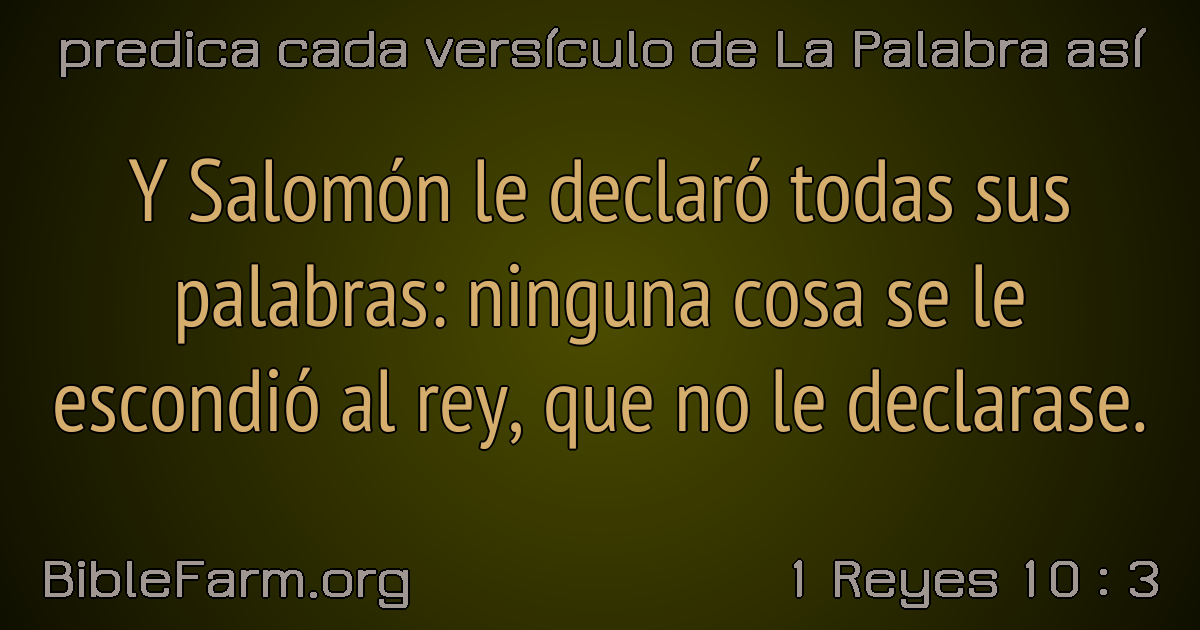 predica cada versículo de La Palabra así
Y Salomón le declaró todas sus
palabras: ninguna cosa se le
escondió al rey, que no le declarase.
BibleFarm.org
1 Reyes 10 : 3